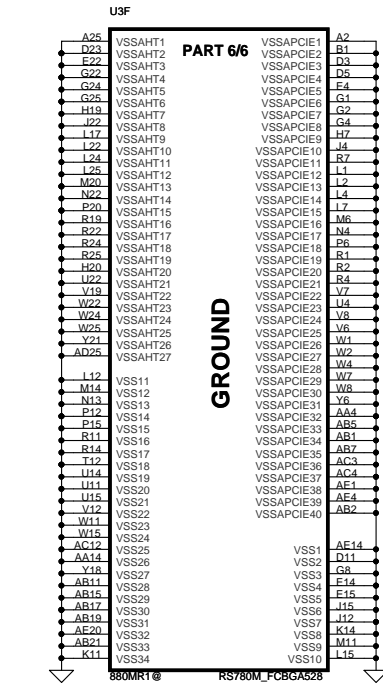 U3F
PART 6/6
GROUND
A25 VSSAHT1
D23 VSSAHT2
E22 VSSAHT3
G22 VSSAHT4
G24 VSSAHT5
G25 VSSAHT6
H19 VSSAHT7
J22 VSSAHT8
L17 VSSAHT9
L22 VSSAHT10
L24 VSSAHT11
L25 VSSAHT12
M20 VSSAHT13
N22 VSSAHT14
P20 VSSAHT15
R19 VSSAHT16
R22 VSSAHT17
R24 VSSAHT18
R25 VSSAHT19
H20 VSSAHT20
U22 VSSAHT21
V19 VSSAHT22
W22 VSSAHT23
W24 VSSAHT24
W25 VSSAHT25
Y21 VSSAHT26
AD25 VSSAHT27
L12 VSS11
M14 VSS12
N13 VSS13
P12 VSS14
P15 VSS15
R11 VSS16
R14 VSS17
T12 VSS18
U14 VSS19
U11 VSS20
U15 VSS21
V12 VSS22
W11 VSS23
W15 VSS24
AC12 VSS25
AA14 VSS26
Y18 VSS27
AB11 VSS28
AB15 VSS29
AB17 VSS30
AB19 VSS31
AE20 VSS32
AB21 VSS33
K11 VSS34
VSSAPCIE1 A2
VSSAPCIE2 B1
VSSAPCIE3 D3
VSSAPCIE4 D5
VSSAPCIE5 E4
VSSAPCIE6 G1
VSSAPCIE7 G2
VSSAPCIE8 G4
VSSAPCIE9 H7
VSSAPCIE10 J4
VSSAPCIE11 R7
VSSAPCIE12 L1
VSSAPCIE13 L2
VSSAPCIE14 L4
VSSAPCIE15 L7
VSSAPCIE16 M6
VSSAPCIE17 N4
VSSAPCIE18 P6
VSSAPCIE19 R1
VSSAPCIE20 R2
VSSAPCIE21 R4
VSSAPCIE22 V7
VSSAPCIE23 U4
VSSAPCIE24 V8
VSSAPCIE25 V6
VSSAPCIE26 W1
VSSAPCIE27 W2
VSSAPCIE28 W4
VSSAPCIE29 W7
VSSAPCIE30 W8
VSSAPCIE31 Y6
VSSAPCIE32 AA4
VSSAPCIE33 AB5
VSSAPCIE34 AB1
VSSAPCIE35 AB7
VSSAPCIE36 AC3
VSSAPCIE37 AC4
VSSAPCIE38 AE1
VSSAPCIE39 AE4
VSSAPCIE40 AB2
VSS1 AE14
VSS2 D11
VSS3 G8
VSS4 E14
VSS5 E15
VSS6 J15
VSS7 J12
VSS8 K14
VSS9 M11
VSS10 L15
880MR1@ RS780M_FCBGA528